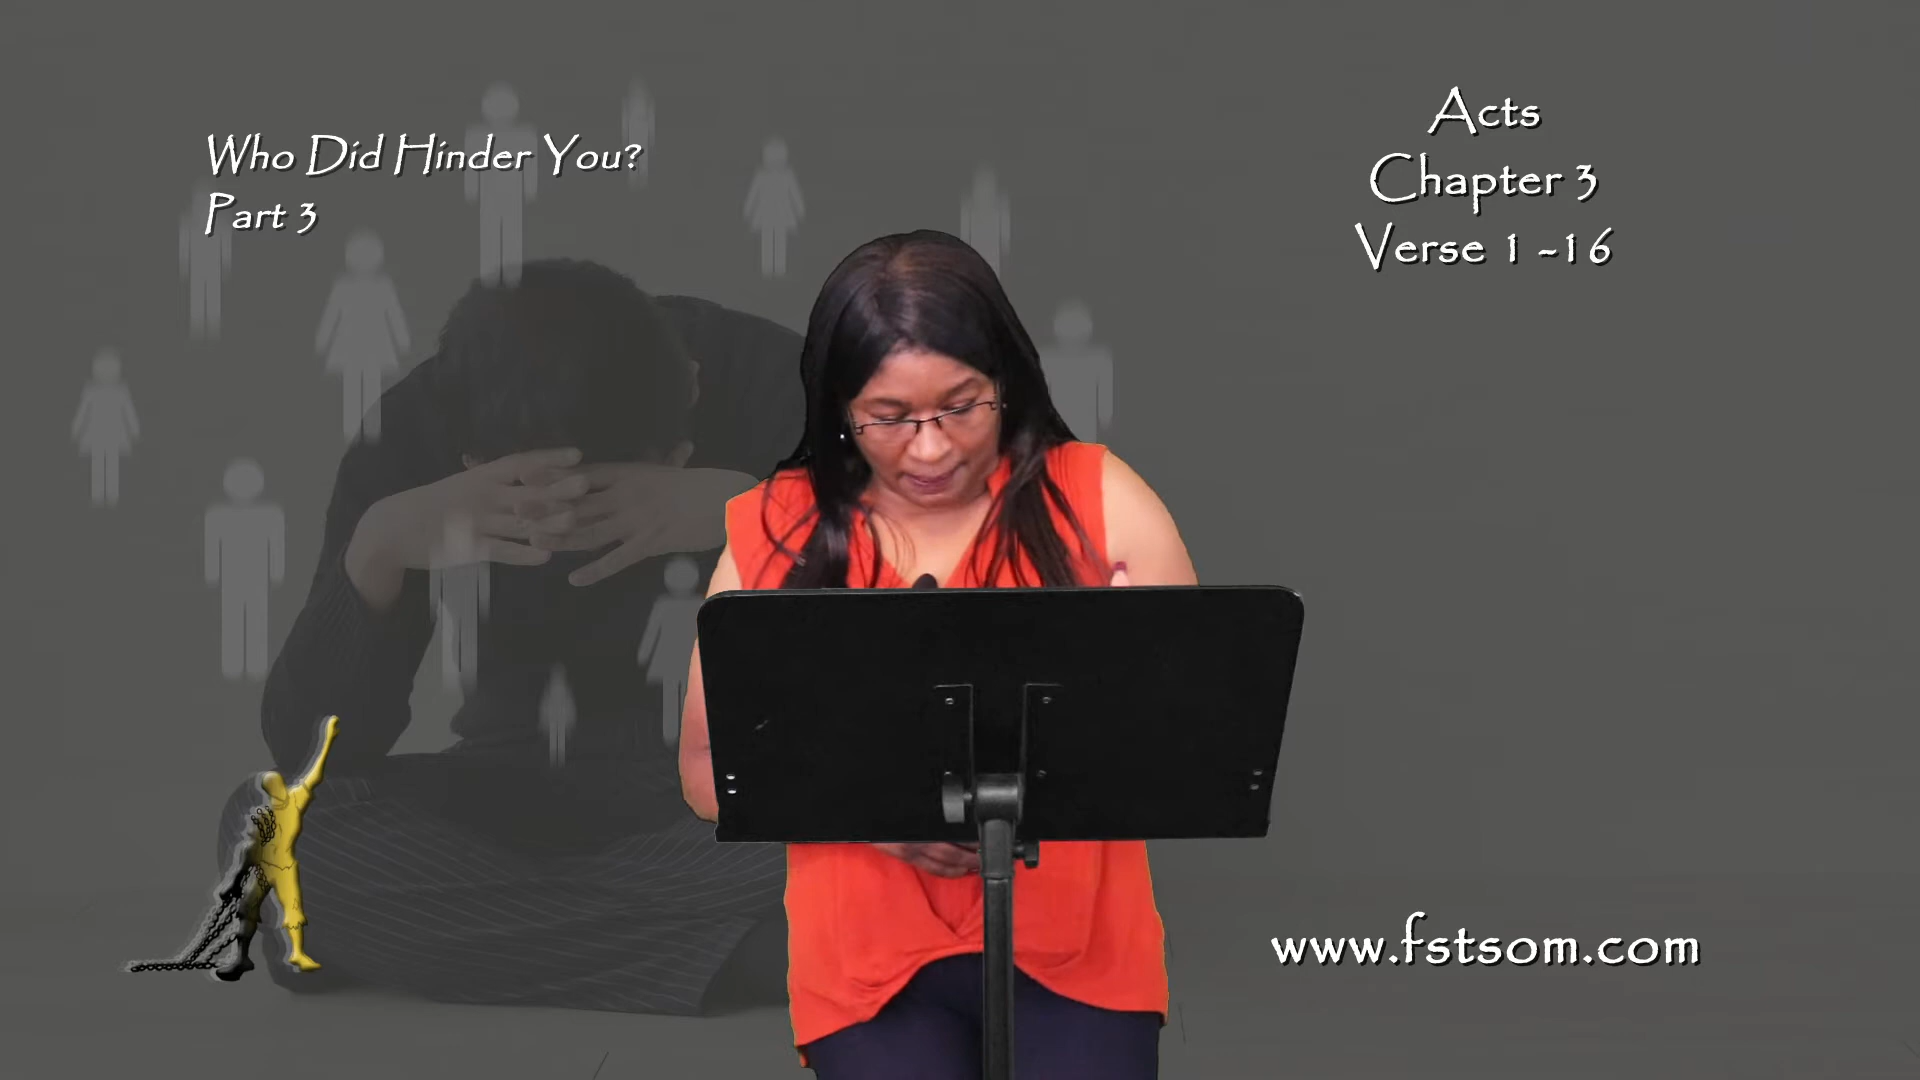 Who Did Hinder You?
Part 3
Acts
Chapter 3
Verse 1 -16
www.fstsom.com